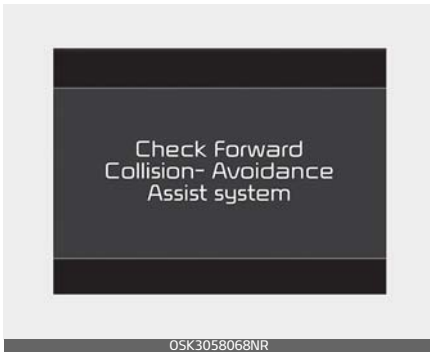 Check Forward
Collision- Avoidance
Assist system
OSK3058068NR